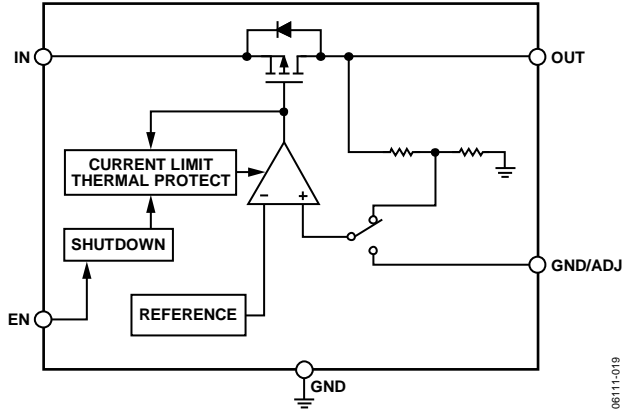 IN
OUT
CURRENT LIMIT
THERMAL PROTECT
– +
SHUTDOWN
GND/ADJ
REFERENCE
EN
GND
06111-019